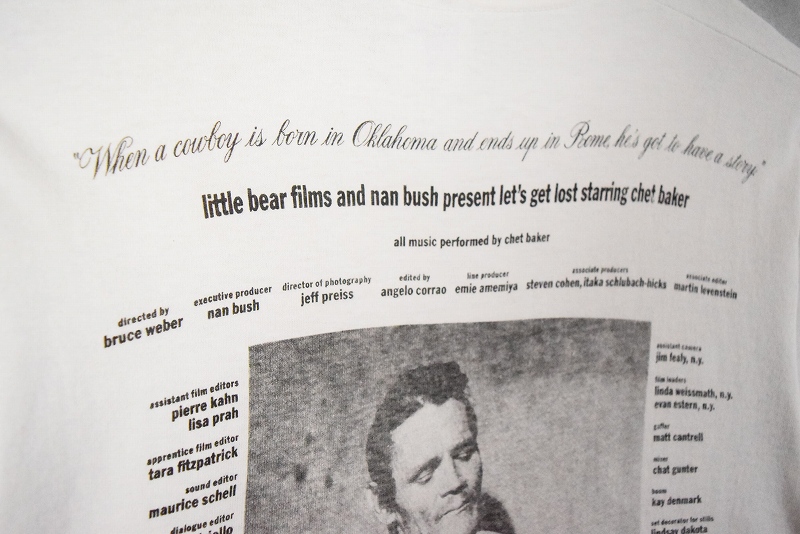 "When a cowboy is born in Oklahoma and ends up in Rome, he's got to have a story."
little bear films and nan bush present let's get lost starring chet baker
all music performed by chet baker
directed by
bruce weber
executive producer
nan bush
director of photography
jeff preiss
edited by
angelo corrao
line producer
emie amemiya
associate producers
steven cohen, itaka schlubach-hicks
associate editor
martin levenstein
assistant film editors
pierre kahn
lisa prah
apprentice film editor
tara fitzpatrick
sound editor
maurice schell
dialogue editor
assistant camera
jim fealy, n.y.
film loaders
linda weissmath, n.y.
evan estern, n.y.
gaffer
matt cantrell
mixer
chat gunter
boom
kay denmark
set decorator for stills
lindsay dakota